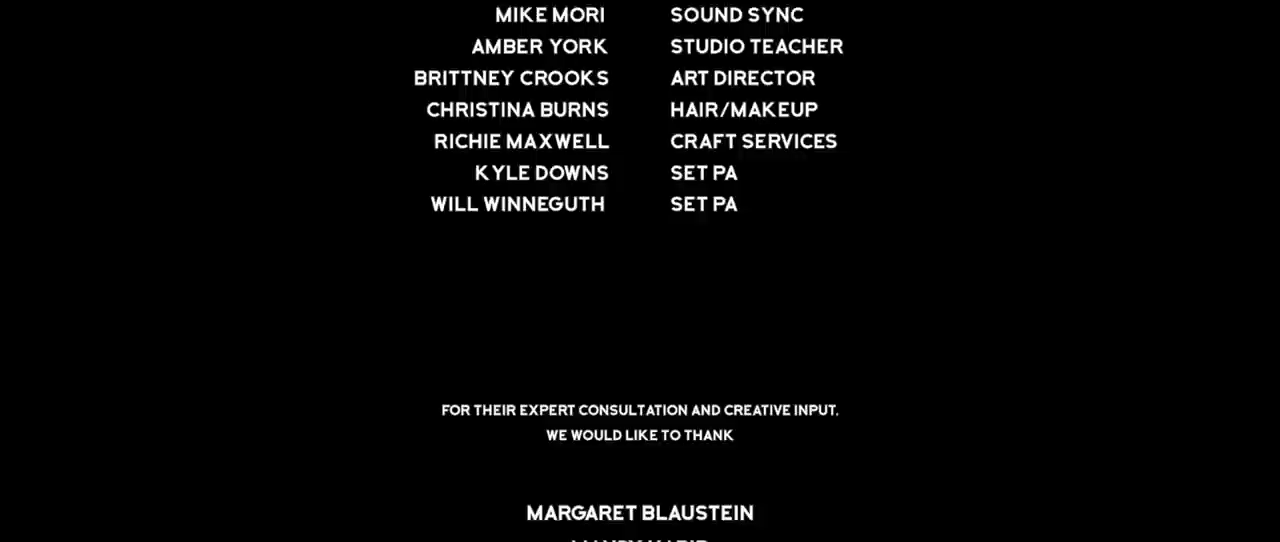 MIKE MORI SOUND SYNC
AMBER YORK STUDIO TEACHER
BRITTNEY CROOKS ART DIRECTOR
CHRISTINA BURNS HAIR/MAKEUP
RICHIE MAXWELL CRAFT SERVICES
KYLE DOWNS SET PA
WILL WINNEGUTH SET PA
FOR THEIR EXPERT CONSULTATION AND CREATIVE INPUT,
WE WOULD LIKE TO THANK
MARGARET BLAUSTEIN